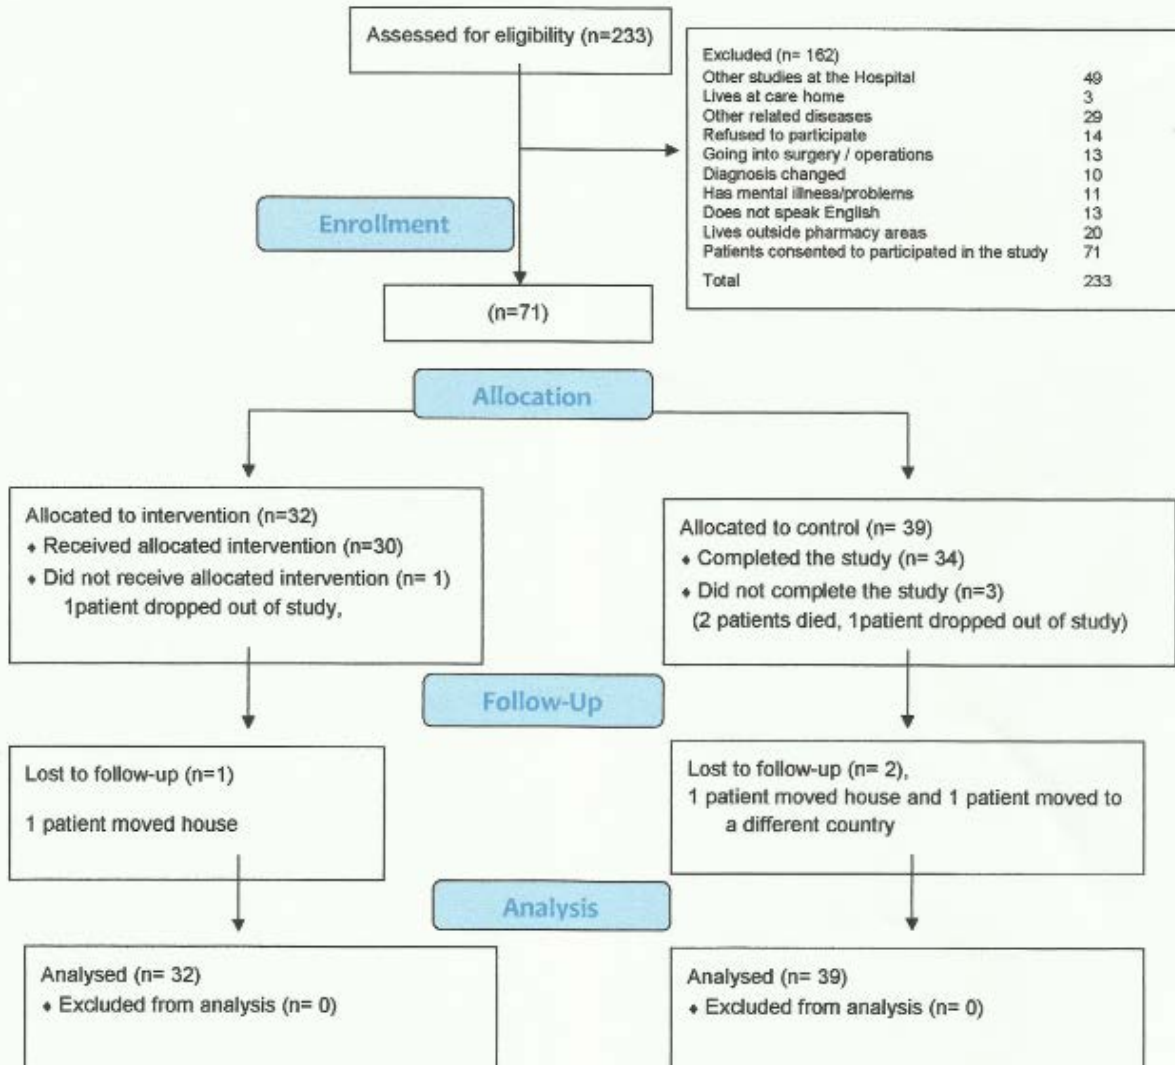 Assessed for eligibility (n=233)
Excluded (n= 162)
Other studies at the Hospital 49
Lives at care home 3
Other related diseases 29
Refused to participate 14
Going into surgery / operations 13
Diagnosis changed 10
Has mental illness/problems 11
Does not speak English 13
Lives outside pharmacy areas 20
Patients consented to participated in the study 71
Total 233
Enrollment
(n=71)
Allocation
Allocated to intervention (n=32)
♦ Received allocated intervention (n=30)
♦ Did not receive allocated intervention (n= 1)
1patient dropped out of study,
Allocated to control (n= 39)
♦ Completed the study (n= 34)
♦ Did not complete the study (n=3)
(2 patients died, 1patient dropped out of study)
Follow-Up
Lost to follow-up (n=1)
1 patient moved house
Lost to follow-up (n= 2),
1 patient moved house and 1 patient moved to
a different country
Analysis
Analysed (n= 32)
♦ Excluded from analysis (n= 0)
Analysed (n= 39)
♦ Excluded from analysis (n= 0)